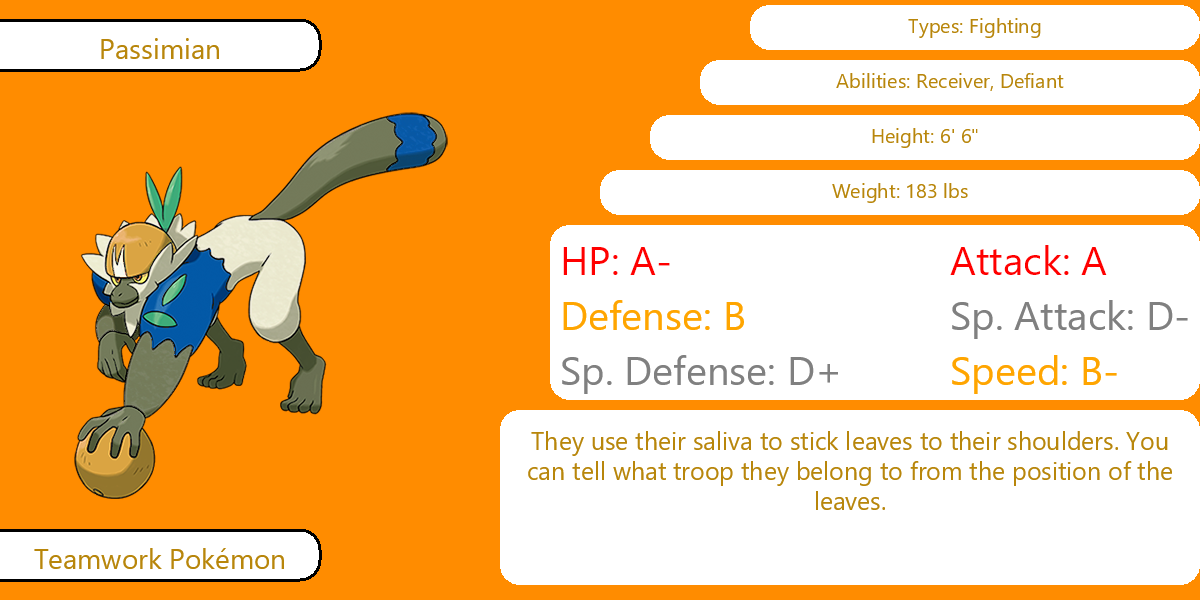 Passimian
Types: Fighting
Abilities: Receiver, Defiant
Height: 6' 6"
Weight: 183 lbs
HP: A-
Attack: A
Defense: B
Sp. Attack: D-
Sp. Defense: D+
Speed: B-
They use their saliva to stick leaves to their shoulders. You
can tell what troop they belong to from the position of the
leaves.
Teamwork Pokémon